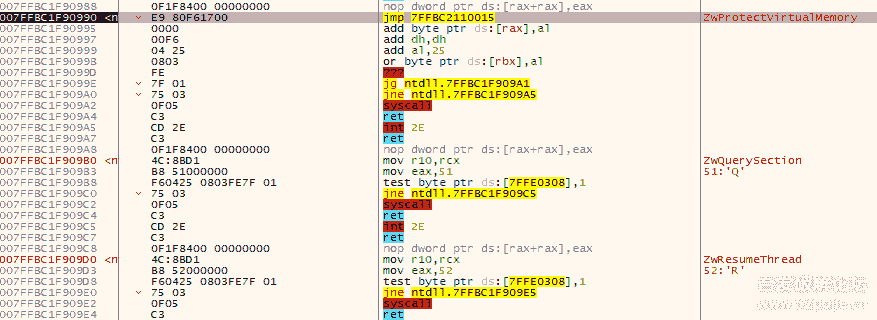 007FFBC1F90988 0F1F8400 00000000 nop dword ptr ds:[rax+rax],eax
007FFBC1F90990 <n E9 80F61700 jmp 7FFBC2110015 ZwProtectVirtualMemory
007FFBC1F90995 0000 add byte ptr ds:[rax],al
007FFBC1F90997 00F6 add dh,dh
007FFBC1F90999 04 25 add al,25
007FFBC1F9099B 0803 or byte ptr ds:[rbx],al
007FFBC1F9099D FE ???
007FFBC1F9099E 7F 01 jg ntdll.7FFBC1F909A1
007FFBC1F909A0 75 03 jne ntdll.7FFBC1F909A5
007FFBC1F909A2 0F05 syscall
007FFBC1F909A4 C3 ret
007FFBC1F909A5 CD 2E int 2E
007FFBC1F909A7 C3 ret
007FFBC1F909A8 0F1F8400 00000000 nop dword ptr ds:[rax+rax],eax
007FFBC1F909B0 <n 4C:8BD1 mov r10,rcx ZwQuerySection
007FFBC1F909B3 B8 51000000 mov eax,51 51:'Q'
007FFBC1F909B8 F60425 0803FE7F 01 test byte ptr ds:[7FFE0308],1
007FFBC1F909C0 75 03 jne ntdll.7FFBC1F909C5
007FFBC1F909C2 0F05 syscall
007FFBC1F909C4 C3 ret
007FFBC1F909C5 CD 2E int 2E
007FFBC1F909C7 C3 ret
007FFBC1F909C8 0F1F8400 00000000 nop dword ptr ds:[rax+rax],eax
007FFBC1F909D0 <n 4C:8BD1 mov r10,rcx ZwResumeThread
007FFBC1F909D3 B8 52000000 mov eax,52 52:'R'
007FFBC1F909D8 F60425 0803FE7F 01 test byte ptr ds:[7FFE0308],1
007FFBC1F909E0 75 03 jne ntdll.7FFBC1F909E5
007FFBC1F909E2 0F05 syscall
007FFBC1F909E4 C3 ret